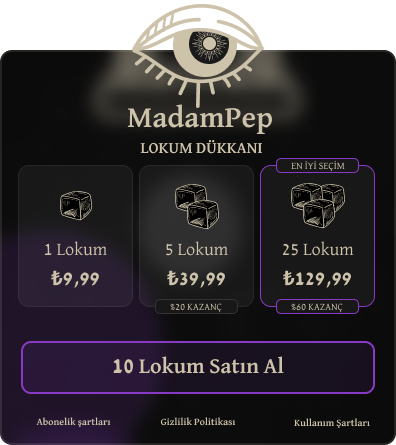 MadamPep
LOKUM DÜKKANI
EN İYİ SEÇİM
1 Lokum
5 Lokum
25 Lokum
₺9,99
₺39,99
₺129,99
%20 KAZANÇ
%60 KAZANÇ
10 Lokum Satın Al
Abonelik şartları
Gizlilik Politikası
Kullanım Şartları